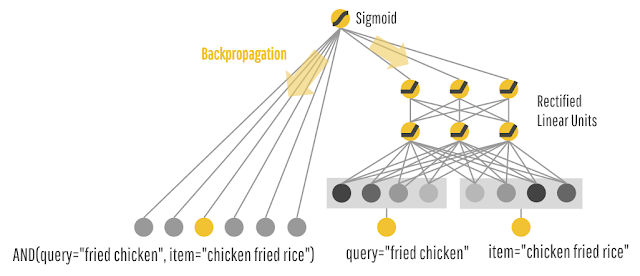 Sigmoid
Backpropagation
Rectified
Linear Units
AND(query="fried chicken", item="chicken fried rice")
query="fried chicken"
item="chicken fried rice"